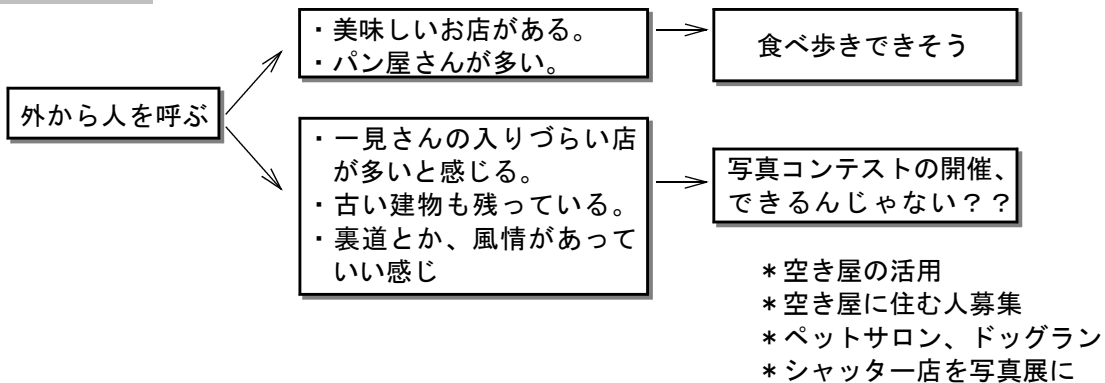 外から人を呼ぶ
・美味しいお店がある。
・パン屋さんが多い。
食べ歩きできそう
・一見さんの入りづらい店
が多いと感じる。
・古い建物も残っている。
・裏道とか、風情があって
いい感じ
写真コンテストの開催、
できるんじゃない？？
＊空き屋の活用
＊空き屋に住む人募集
＊ペットサロン、ドッグラン
＊シャッター店を写真展に